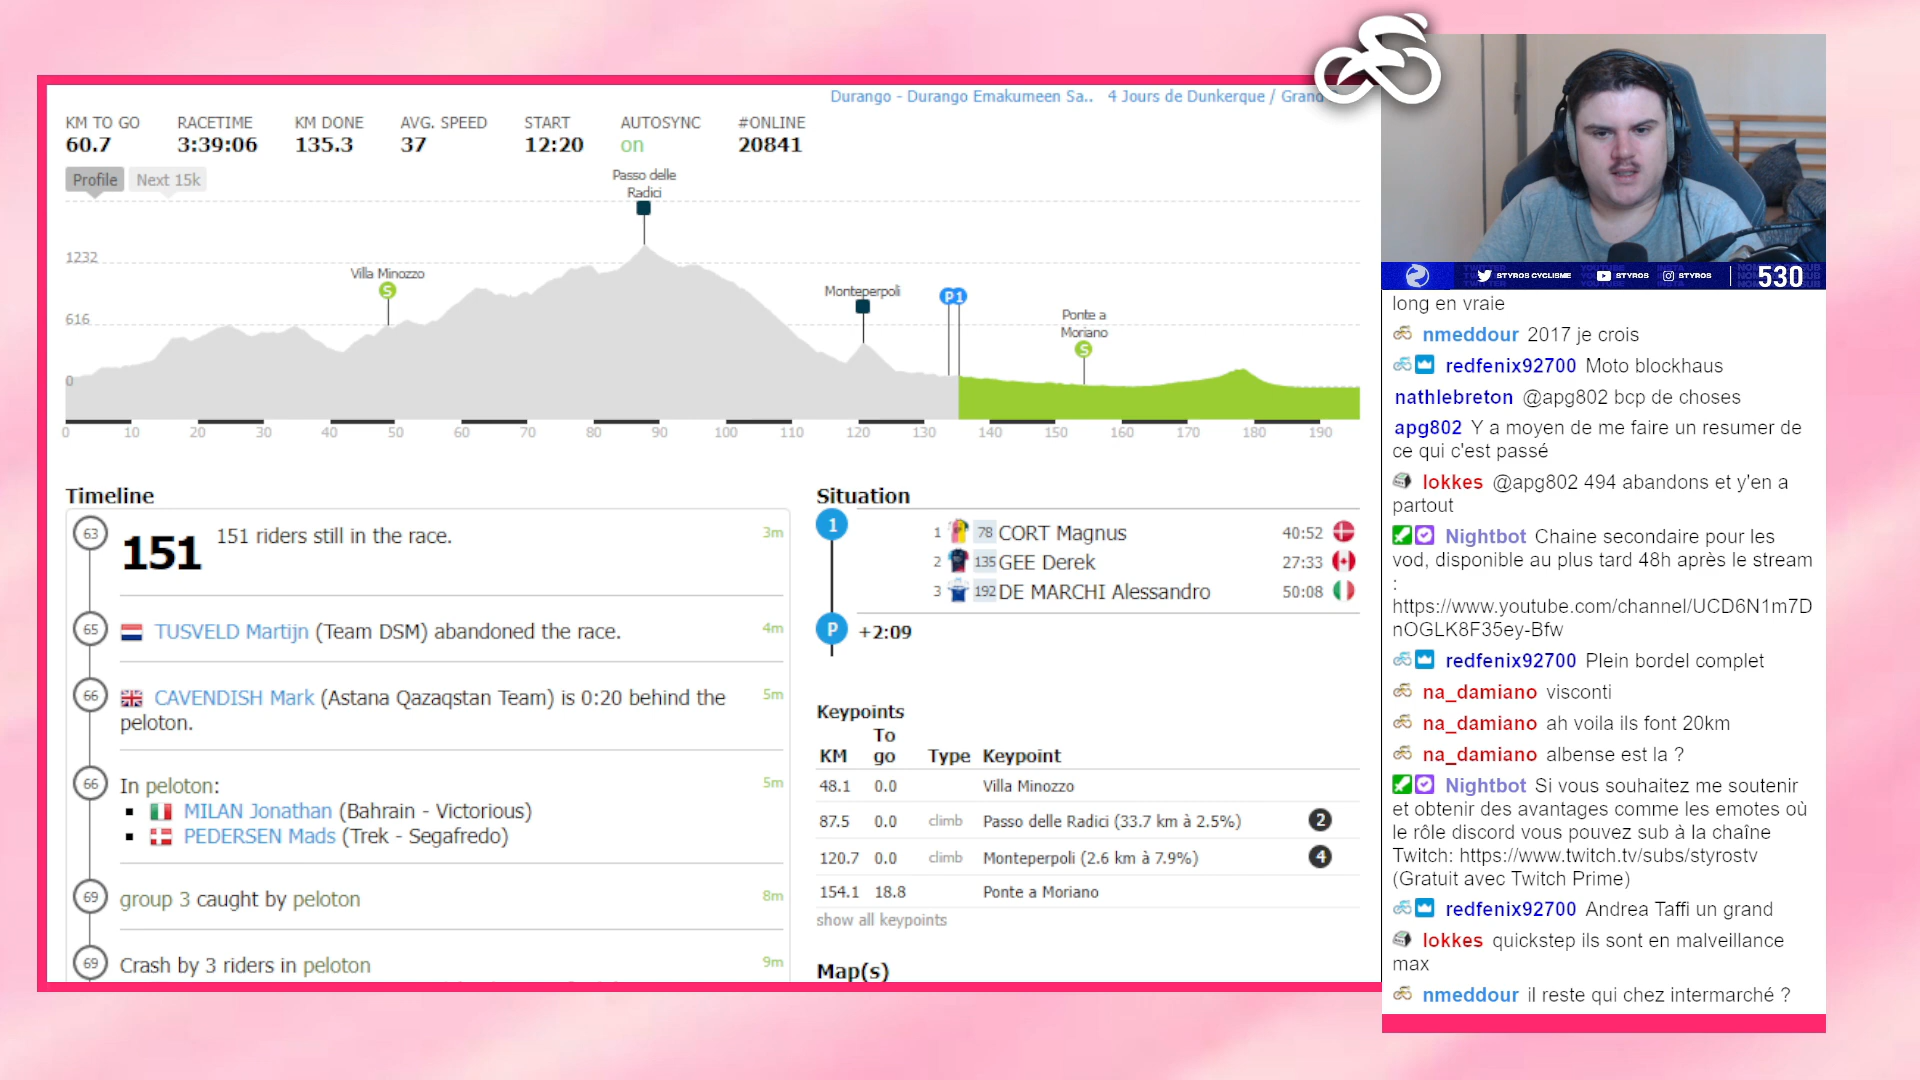 Durango - Durango Emakumeen Sa.. 4 Jours de Dunkerque / Grand
KM TO GO RACETIME KM DONE AVG. SPEED START AUTOSYNC #ONLINE
60.7 3:39:06 135.3 37 12:20 on 20841
Profile Next 15k
Passo delle
Radici
1232
Villa Minozzo
S
Monteperpoli
P 1
616
Ponte a
Moriano
S
0
0 10 20 30 40 50 60 70 80 90 100 110 120 130 140 150 160 170 180 190
Timeline
63 151 151 riders still in the race. 3m
65 TUSVELD Martijn (Team DSM) abandoned the race. 4m
66 CAVENDISH Mark (Astana Qazaqstan Team) is 0:20 behind the 5m
peloton.
66 In peloton: 5m
MILAN Jonathan (Bahrain - Victorious)
PEDERSEN Mads (Trek - Segafredo)
69 group 3 caught by peloton 8m
69 Crash by 3 riders in peloton 9m
Situation
1
1 78 CORT Magnus 40:52
2 135 GEE Derek 27:33
3 192 DE MARCHI Alessandro 50:08
P +2:09
Keypoints
KM To go Type Keypoint
48.1 0.0 Villa Minozzo
87.5 0.0 climb Passo delle Radici (33.7 km à 2.5%) 2
120.7 0.0 climb Monteperpoli (2.6 km à 7.9%) 4
154.1 18.8 Ponte a Moriano
show all keypoints
Map(s)
STYROS CYCLISME STYROS STYROS 530
long en vraie
nmeddour 2017 je crois
redfenix92700 Moto blockhaus
nathlebreton @apg802 bcp de choses
apg802 Y a moyen de me faire un resumer de
ce qui c'est passé
lokkes @apg802 494 abandons et y'en a
partout
Nightbot Chaine secondaire pour les
vod, disponible au plus tard 48h après le stream
:
https://www.youtube.com/channel/UCD6N1m7D
nOGLK8F35ey-Bfw
redfenix92700 Plein bordel complet
na_damiano visconti
na_damiano ah voila ils font 20km
na_damiano albense est la ?
Nightbot Si vous souhaitez me soutenir
et obtenir des avantages comme les emotes où
le rôle discord vous pouvez sub à la chaîne
Twitch: https://www.twitch.tv/subs/styrostv
(Gratuit avec Twitch Prime)
redfenix92700 Andrea Taffi un grand
lokkes quickstep ils sont en malveillance
max
nmeddour il reste qui chez intermarché ?